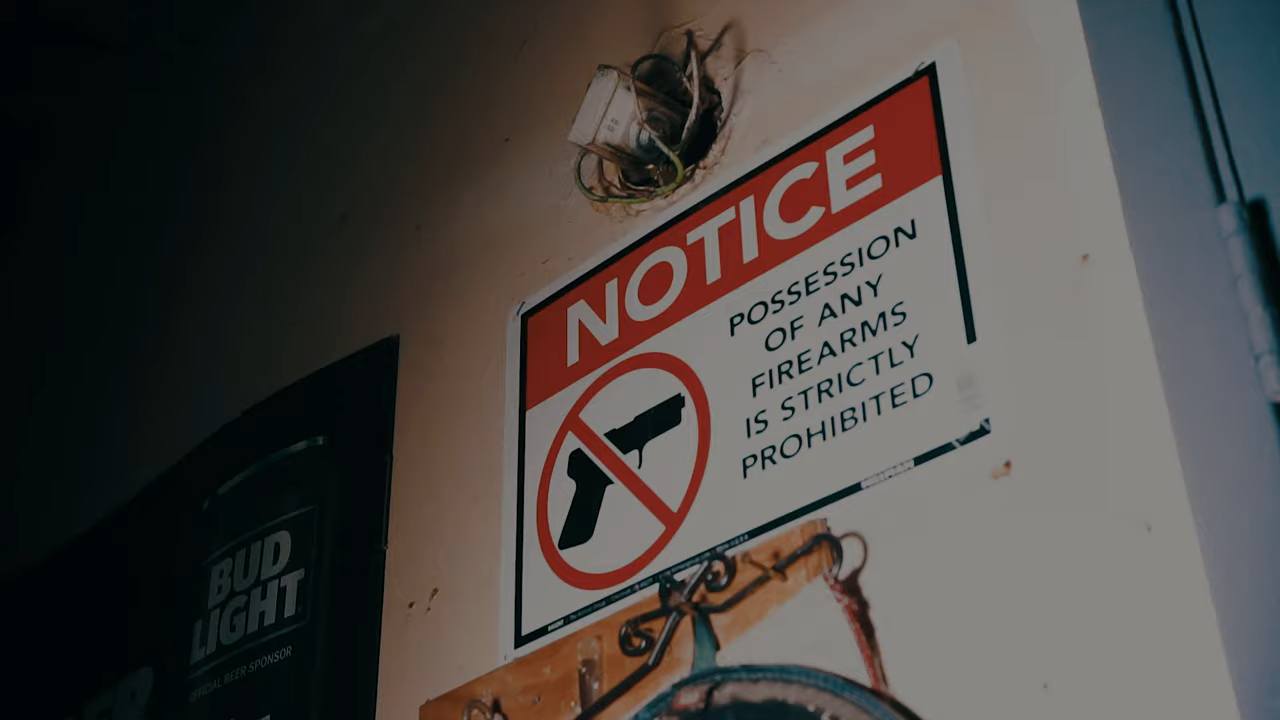 NOTICE
POSSESSION
OF ANY
FIREARMS
IS STRICTLY
PROHIBITED
BUD
LIGHT
OFFICIAL BEER SPONSOR